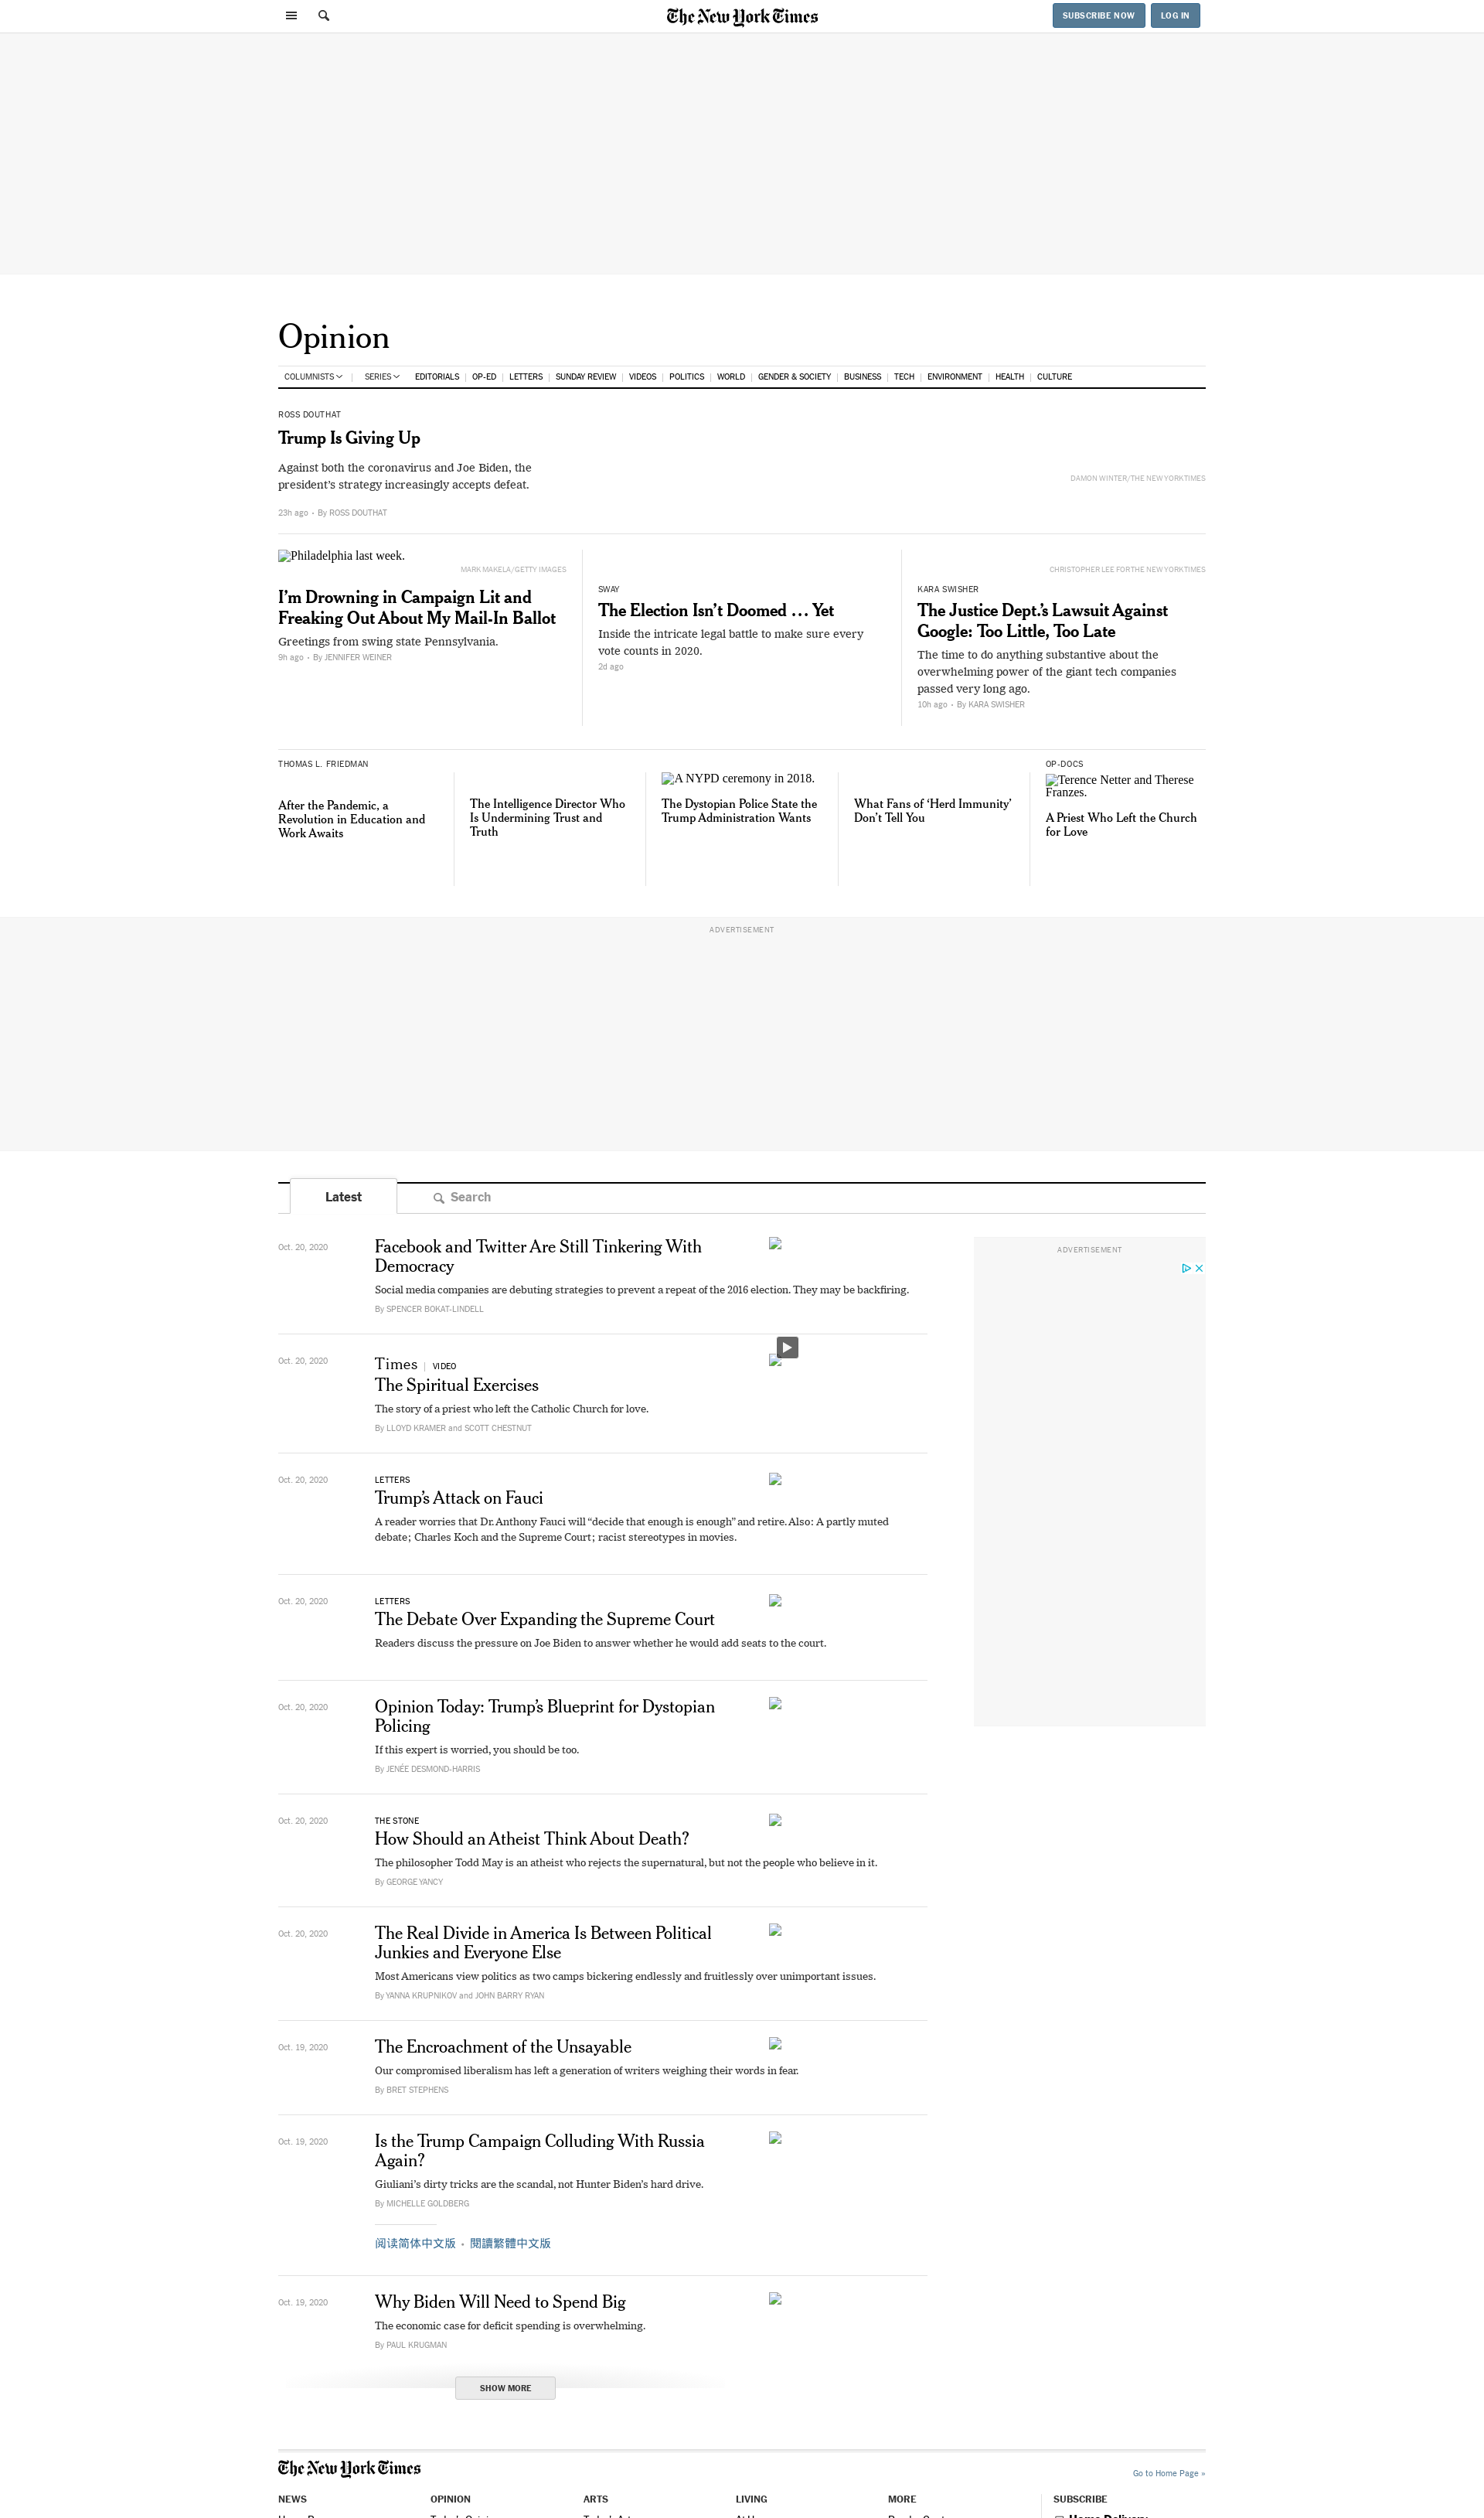 The New York Times
SUBSCRIBE NOW
LOG IN
Opinion
COLUMNISTS | SERIES EDITORIALS | OP-ED | LETTERS | SUNDAY REVIEW | VIDEOS | POLITICS | WORLD | GENDER & SOCIETY | BUSINESS | TECH | ENVIRONMENT | HEALTH | CULTURE
ROSS DOUTHAT
Trump Is Giving Up
Against both the coronavirus and Joe Biden, the
president’s strategy increasingly accepts defeat.
23h ago • By ROSS DOUTHAT
DAMON WINTER/THE NEW YORK TIMES
Philadelphia last week.
MARK MAKELA/GETTY IMAGES
I’m Drowning in Campaign Lit and
Freaking Out About My Mail-In Ballot
Greetings from swing state Pennsylvania.
9h ago • By JENNIFER WEINER
SWAY
The Election Isn’t Doomed … Yet
Inside the intricate legal battle to make sure every
vote counts in 2020.
2d ago
CHRISTOPHER LEE FOR THE NEW YORK TIMES
KARA SWISHER
The Justice Dept.’s Lawsuit Against
Google: Too Little, Too Late
The time to do anything substantive about the
overwhelming power of the giant tech companies
passed very long ago.
10h ago • By KARA SWISHER
THOMAS L. FRIEDMAN
After the Pandemic, a
Revolution in Education and
Work Awaits
The Intelligence Director Who
Is Undermining Trust and
Truth
A NYPD ceremony in 2018.
The Dystopian Police State the
Trump Administration Wants
What Fans of ‘Herd Immunity’
Don’t Tell You
OP-DOCS
Terence Netter and Therese
Franzes.
A Priest Who Left the Church
for Love
ADVERTISEMENT
Latest
Search
Oct. 20, 2020
Facebook and Twitter Are Still Tinkering With
Democracy
Social media companies are debuting strategies to prevent a repeat of the 2016 election. They may be backfiring.
By SPENCER BOKAT-LINDELL
ADVERTISEMENT
Oct. 20, 2020
Times | VIDEO
The Spiritual Exercises
The story of a priest who left the Catholic Church for love.
By LLOYD KRAMER and SCOTT CHESTNUT
Oct. 20, 2020
LETTERS
Trump’s Attack on Fauci
A reader worries that Dr. Anthony Fauci will “decide that enough is enough” and retire. Also: A partly muted
debate; Charles Koch and the Supreme Court; racist stereotypes in movies.
Oct. 20, 2020
LETTERS
The Debate Over Expanding the Supreme Court
Readers discuss the pressure on Joe Biden to answer whether he would add seats to the court.
Oct. 20, 2020
Opinion Today: Trump’s Blueprint for Dystopian
Policing
If this expert is worried, you should be too.
By JENÉE DESMOND-HARRIS
Oct. 20, 2020
THE STONE
How Should an Atheist Think About Death?
The philosopher Todd May is an atheist who rejects the supernatural, but not the people who believe in it.
By GEORGE YANCY
Oct. 20, 2020
The Real Divide in America Is Between Political
Junkies and Everyone Else
Most Americans view politics as two camps bickering endlessly and fruitlessly over unimportant issues.
By YANNA KRUPNIKOV and JOHN BARRY RYAN
Oct. 19, 2020
The Encroachment of the Unsayable
Our compromised liberalism has left a generation of writers weighing their words in fear.
By BRET STEPHENS
Oct. 19, 2020
Is the Trump Campaign Colluding With Russia
Again?
Giuliani’s dirty tricks are the scandal, not Hunter Biden’s hard drive.
By MICHELLE GOLDBERG
阅读简体中文版 • 閱讀繁體中文版
Oct. 19, 2020
Why Biden Will Need to Spend Big
The economic case for deficit spending is overwhelming.
By PAUL KRUGMAN
SHOW MORE
The New York Times
Go to Home Page »
NEWS
OPINION
ARTS
LIVING
MORE
SUBSCRIBE